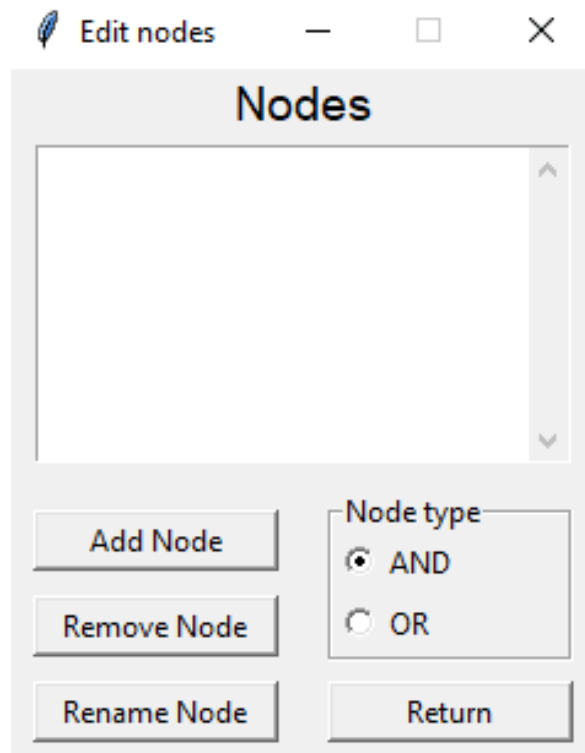 Edit nodes
Nodes
Add Node
Remove Node
Rename Node
Node type
AND
OR
Return